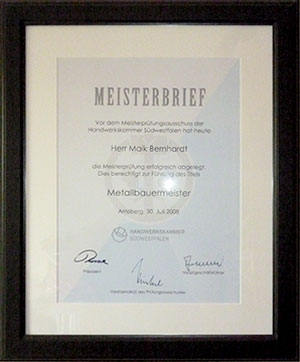 MEISTERBRIEF
Vor dem Meisterprüfungsausschuss der
Handwerkskammer Südwestfalen hat heute
Herr Maik Bernhardt
die Meisterprüfung erfolgreich abgelegt.
Dies berechtigt zur Führung des Titels
Metallbauermeister
Arnsberg, 30. Juli 2008
HANDWERKSKAMMER
SÜDWESTFALEN
Präsident
Hauptgeschäftsführer
Vorsitzender des Prüfungsausschusses